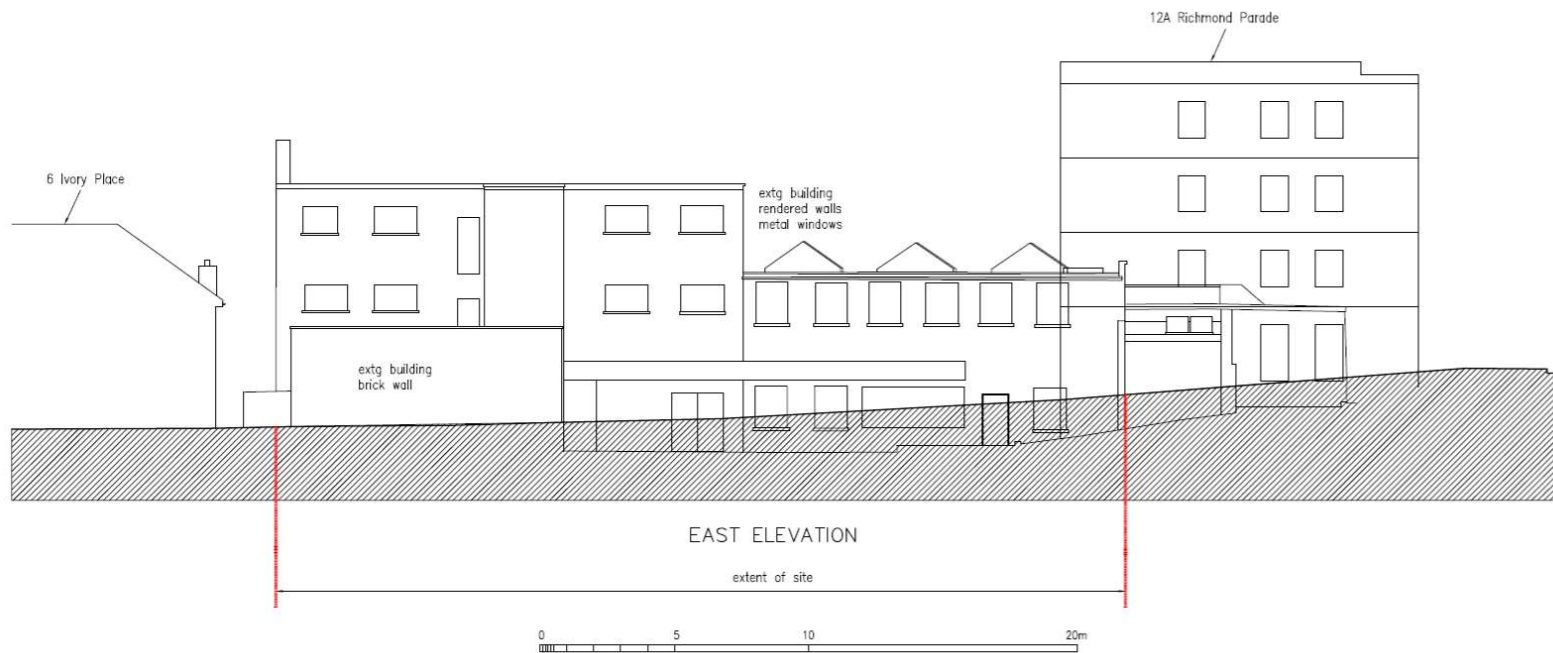 12A Richmond Parade
6 Ivory Place
extg building
rendered walls
metal windows
extg building
brick wall
EAST ELEVATION
extent of site
0 5 10 20m